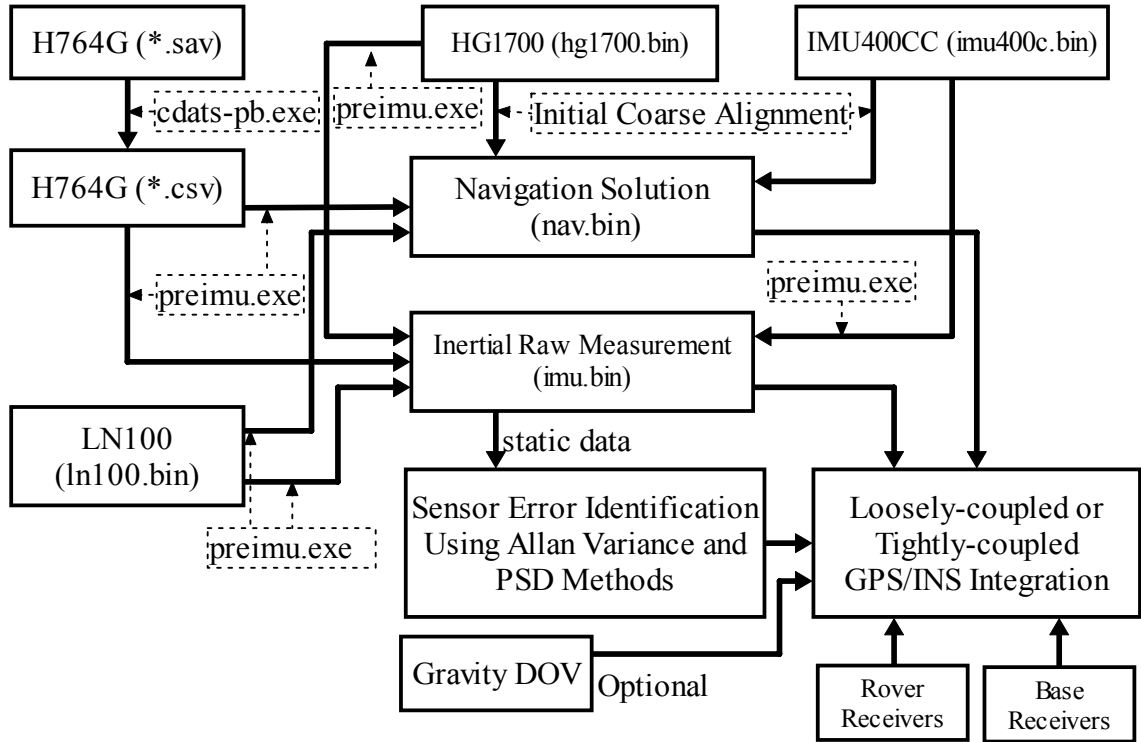 H764G (*.sav)
HG1700 (hg1700.bin)
IMU400CC (imu400c.bin)
cdats-pb.exe
preimu.exe
Initial Coarse Alignment
H764G (*.csv)
Navigation Solution
(nav.bin)
preimu.exe
preimu.exe
Inertial Raw Measurement
(imu.bin)
LN100
(ln100.bin)
static data
preimu.exe
Sensor Error Identification
Using Allan Variance and
PSD Methods
Loosely-coupled or
Tightly-coupled
GPS/INS Integration
Gravity DOV
Optional
Rover
Receivers
Base
Receivers